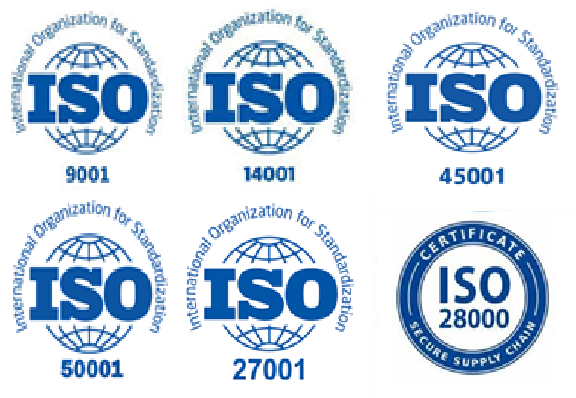 International Organization for Standardization
ISO
9001
International Organization for Standardization
ISO
14001
International Organization for Standardization
ISO
45001
International Organization for Standardization
ISO
50001
International Organization for Standardization
ISO
27001
CERTIFICATE
ISO
28000
SECURE SUPPLY CHAIN